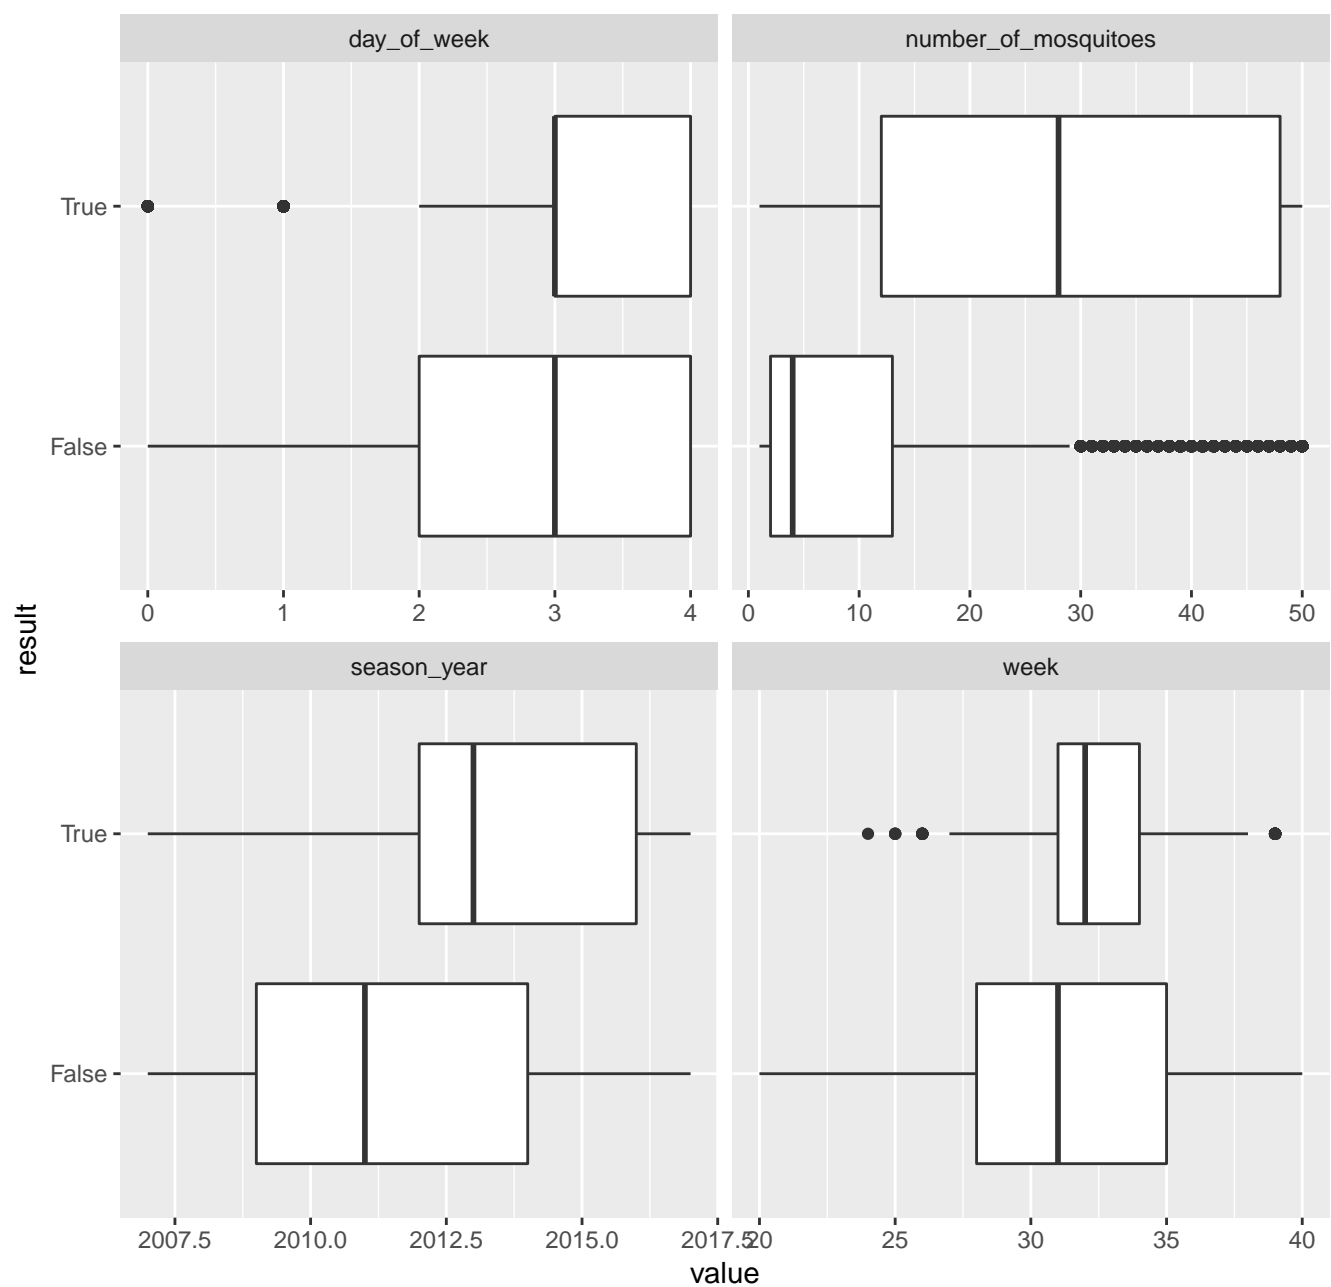 day_of_week
number_of_mosquitoes
True
False
0 1 2 3 4
0 10 20 30 40 50
result
season_year
week
True
False
2007.5 2010.0 2012.5 2015.0 2017.5
20 25 30 35 40
value